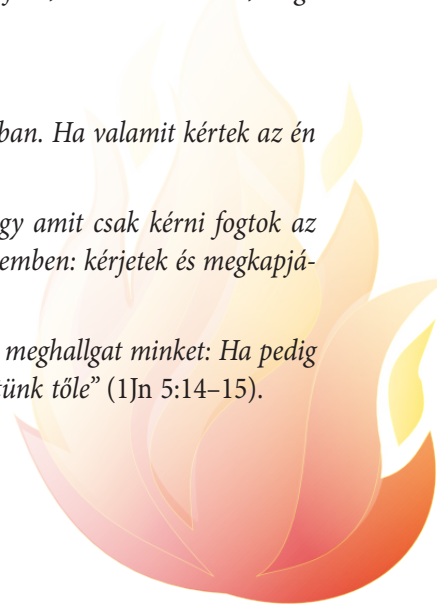 ban. Ha valamit kértek az én
gy amit csak kérni fogtok az
emben: kérjetek és megkapjá-
meghallgat minket: Ha pedig
tünk tőle” (1Jn 5:14–15).